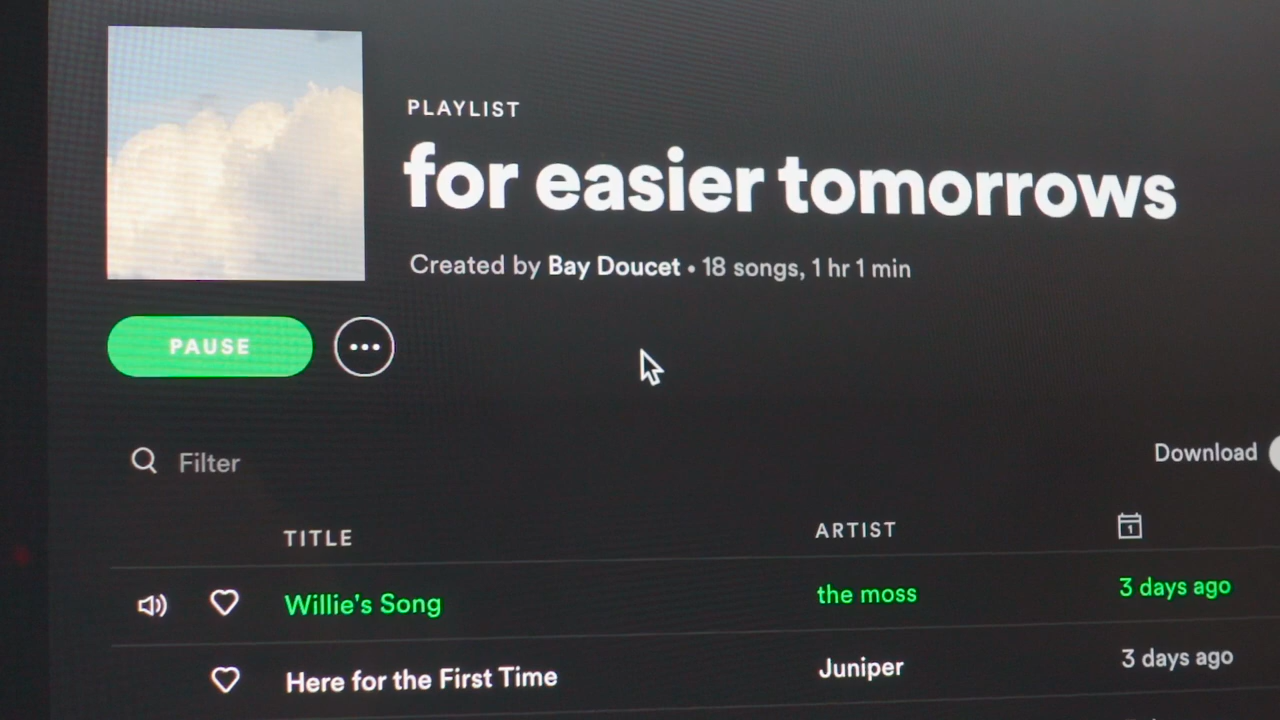 PLAYLIST
for easier tomorrows
Created by Bay Doucet • 18 songs, 1 hr 1 min
PAUSE
Filter
Download
TITLE ARTIST 1
Willie's Song the moss 3 days ago
Here for the First Time Juniper 3 days ago